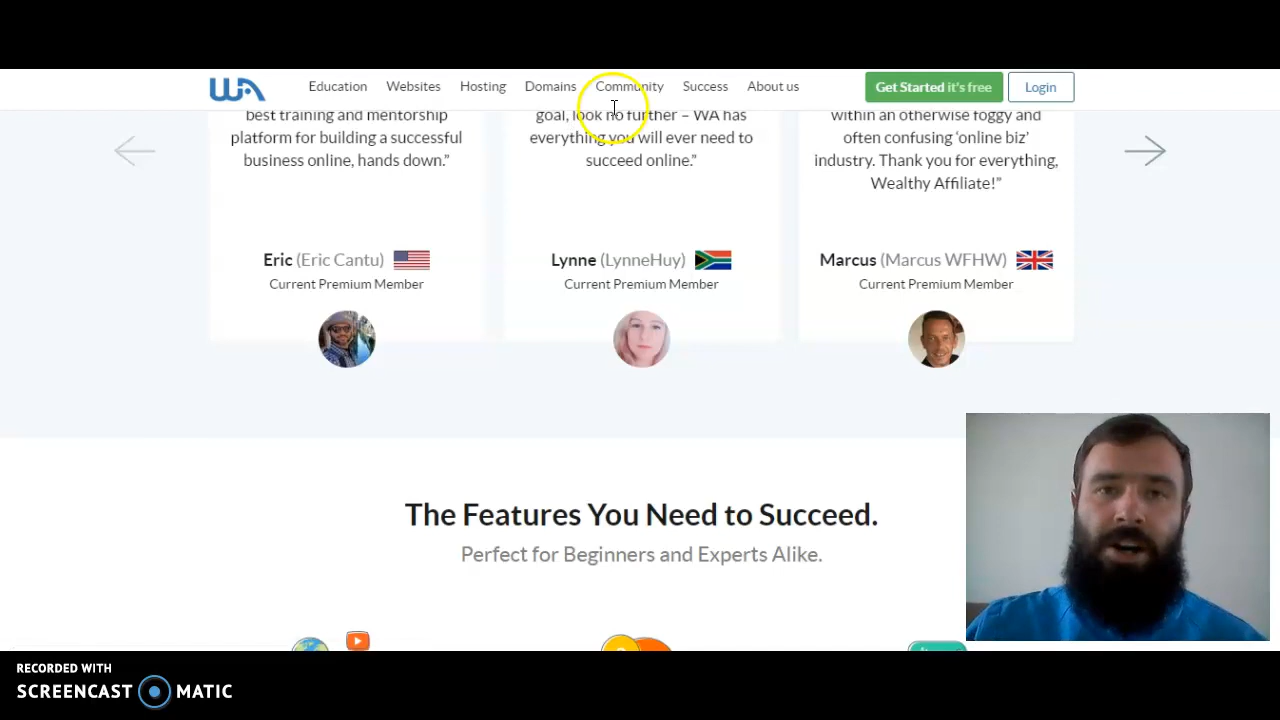 WA
Education Websites Hosting Domains Community Success About us Get Started it's free Login
best training and mentorship
platform for building a successful
business online, hands down.”
goal, look no further – WA has
everything you will ever need to
succeed online.”
within an otherwise foggy and
often confusing ‘online biz’
industry. Thank you for everything,
Wealthy Affiliate!”
Eric (Eric Cantu)
Current Premium Member
Lynne (LynneHuy)
Current Premium Member
Marcus (Marcus WFHW)
Current Premium Member
The Features You Need to Succeed.
Perfect for Beginners and Experts Alike.
RECORDED WITH
SCREENCAST MATIC